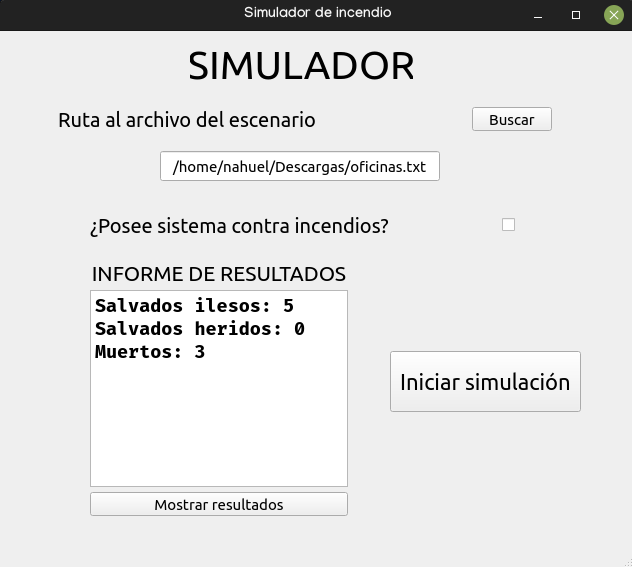 Simulador de incendio
SIMULADOR
Ruta al archivo del escenario
Buscar
/home/nahuel/Descargas/oficinas.txt
¿Posee sistema contra incendios?
INFORME DE RESULTADOS
Salvados ilesos: 5
Salvados heridos: 0
Muertos: 3
Iniciar simulación
Mostrar resultados